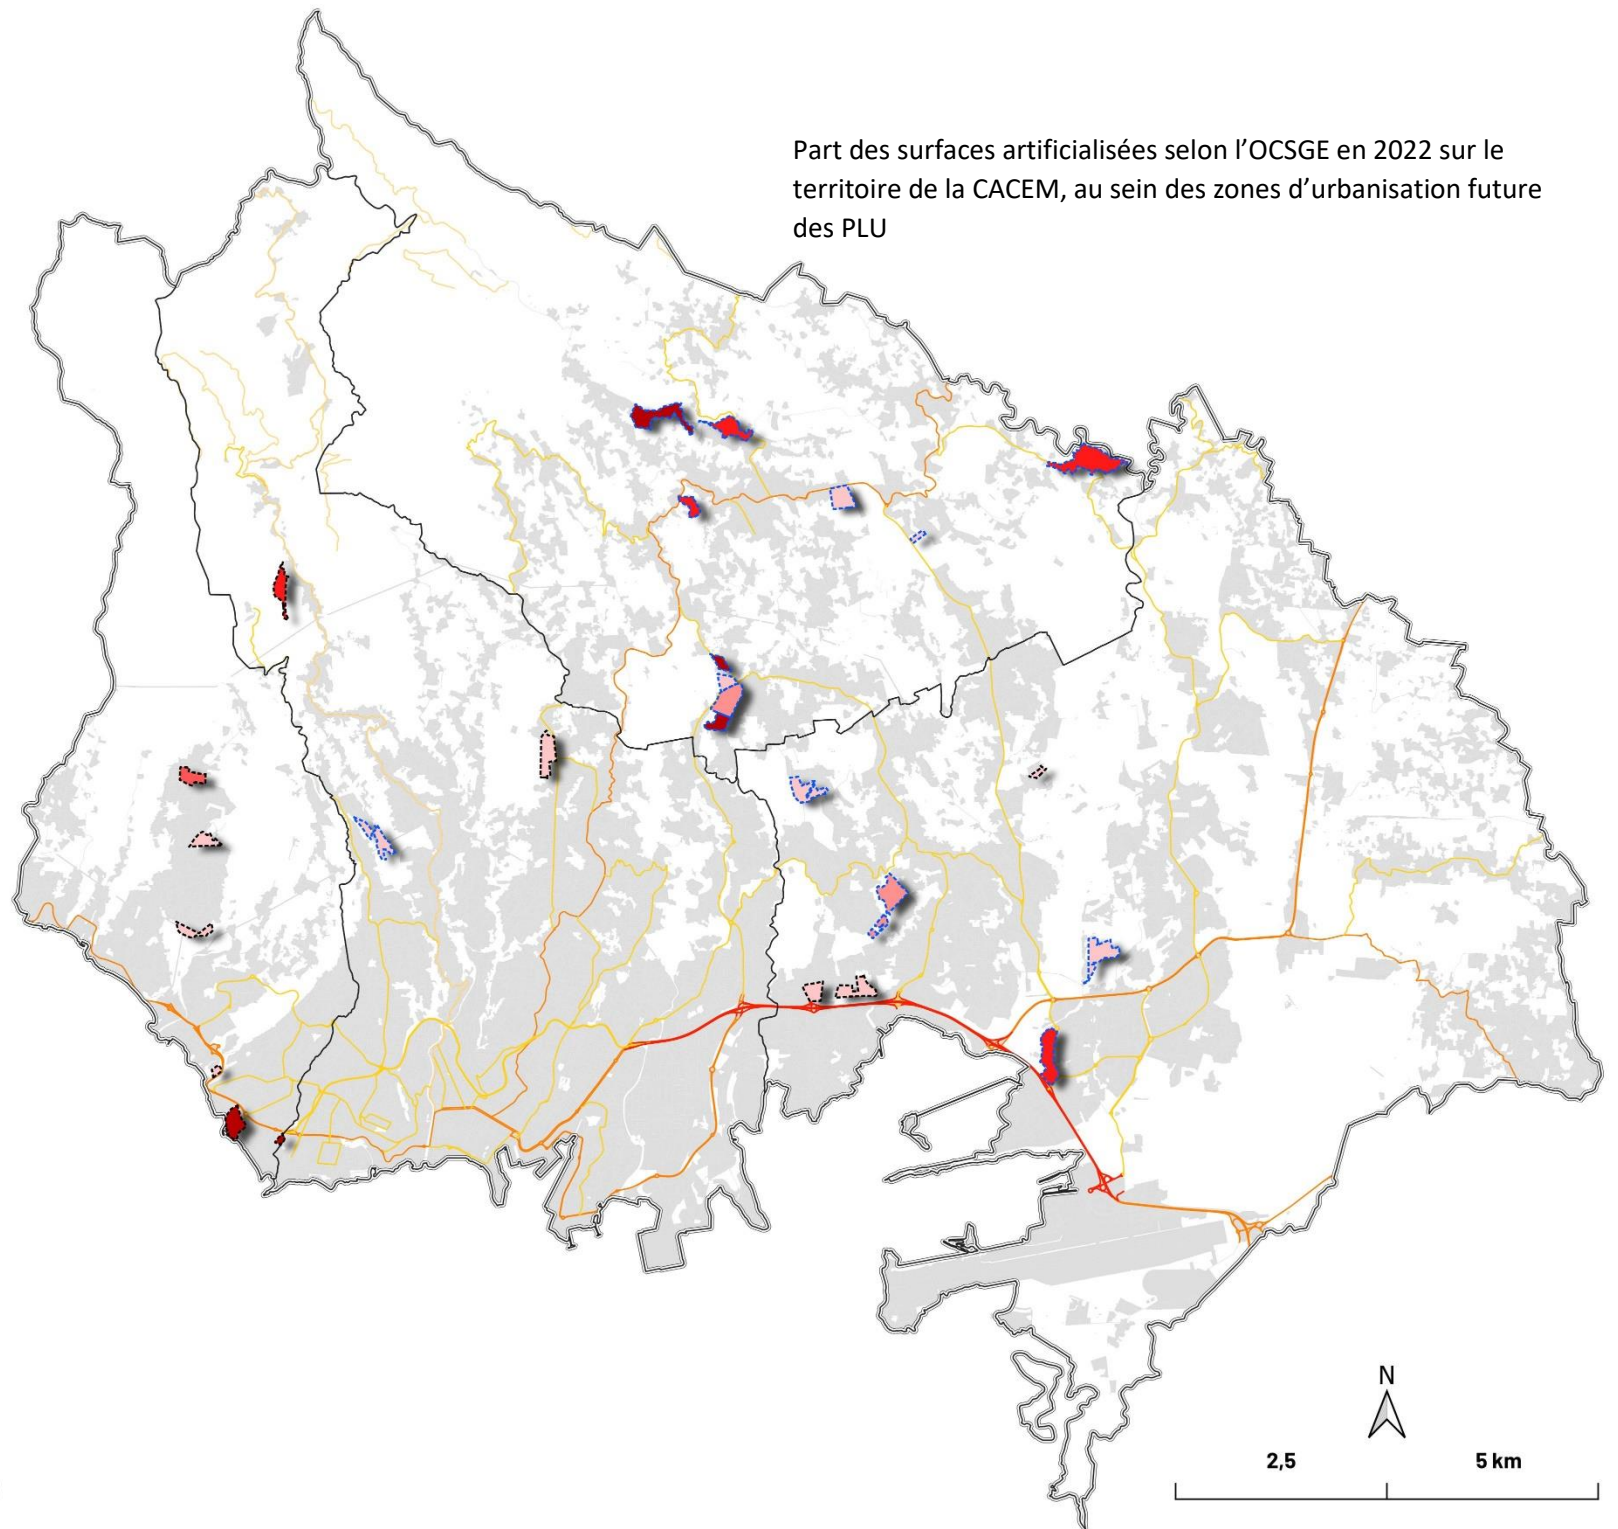 Part des surfaces artificialisées selon l’OCSGE en 2022 sur le
territoire de la CACEM, au sein des zones d’urbanisation future
des PLU
N
2,5 5 km